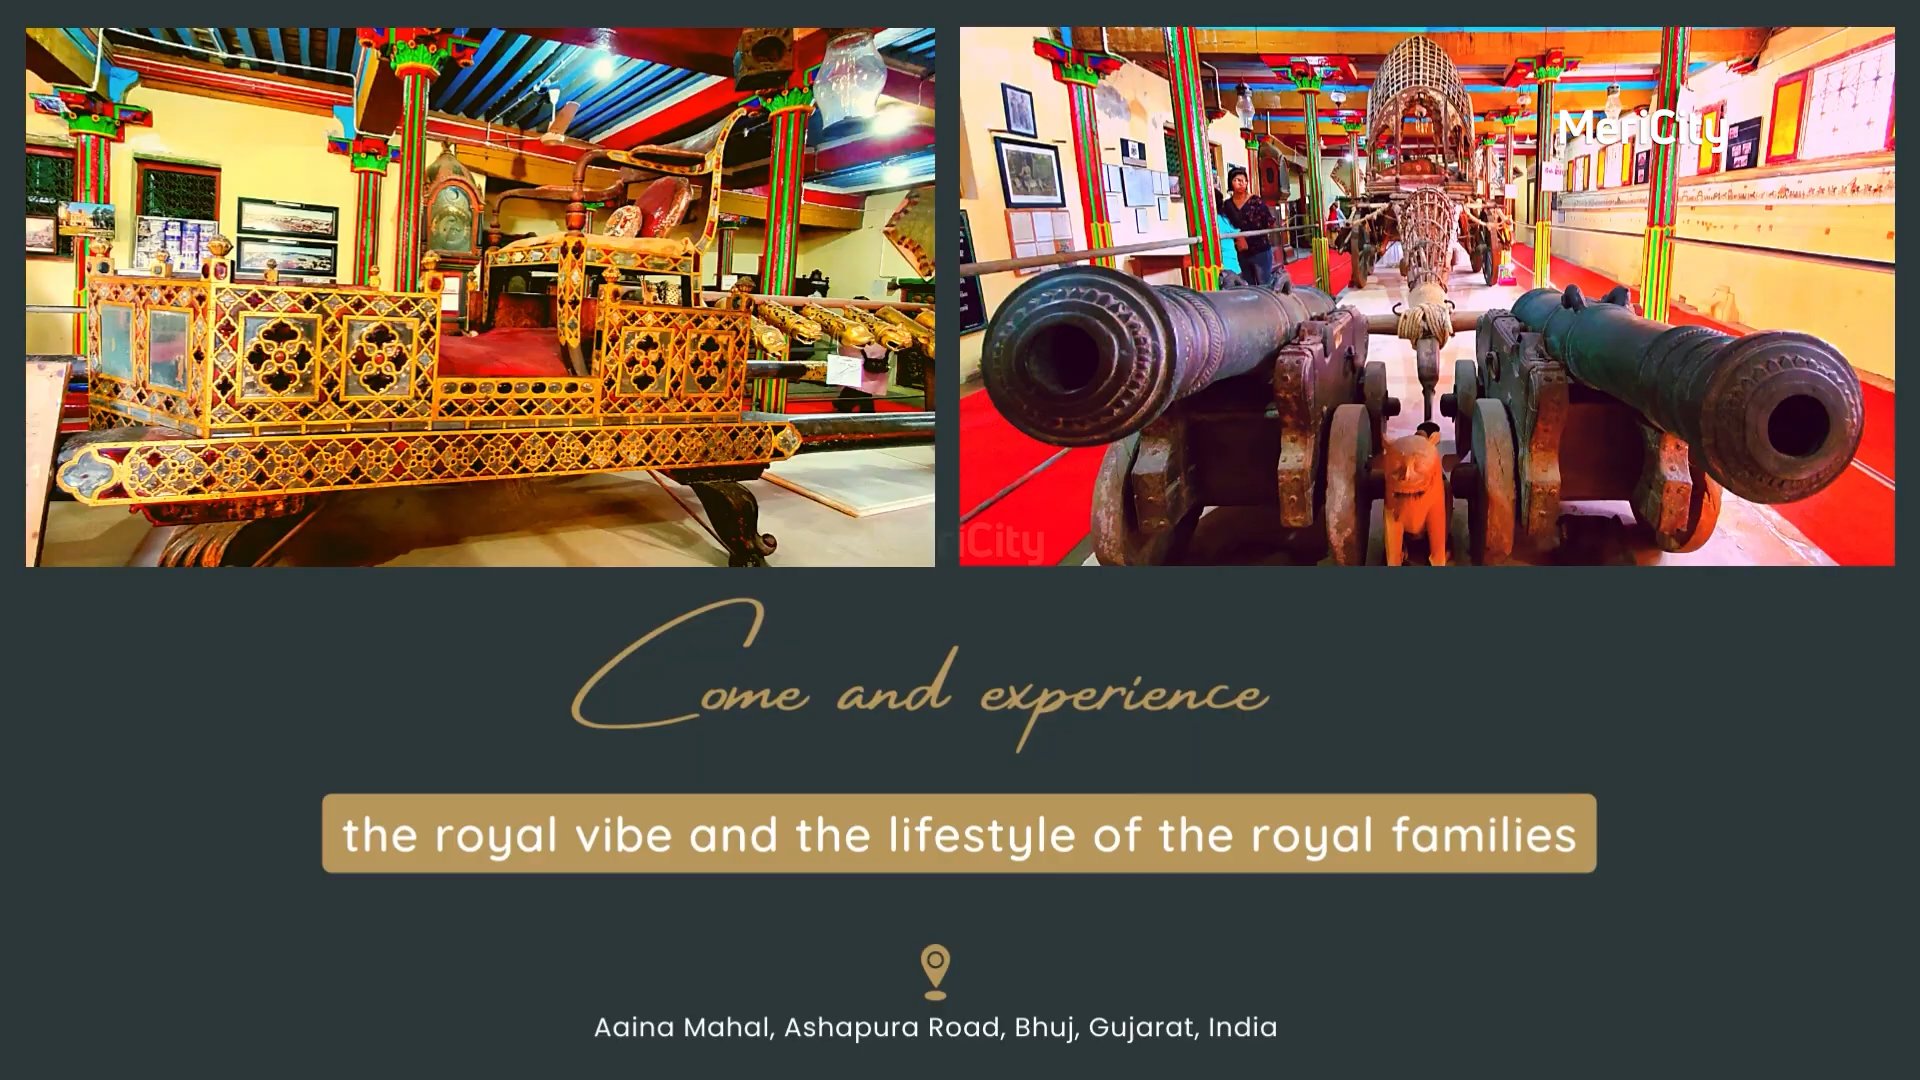 MeriCity
iCity
Come and experience
the royal vibe and the lifestyle of the royal families
Aaina Mahal, Ashapura Road, Bhuj, Gujarat, India